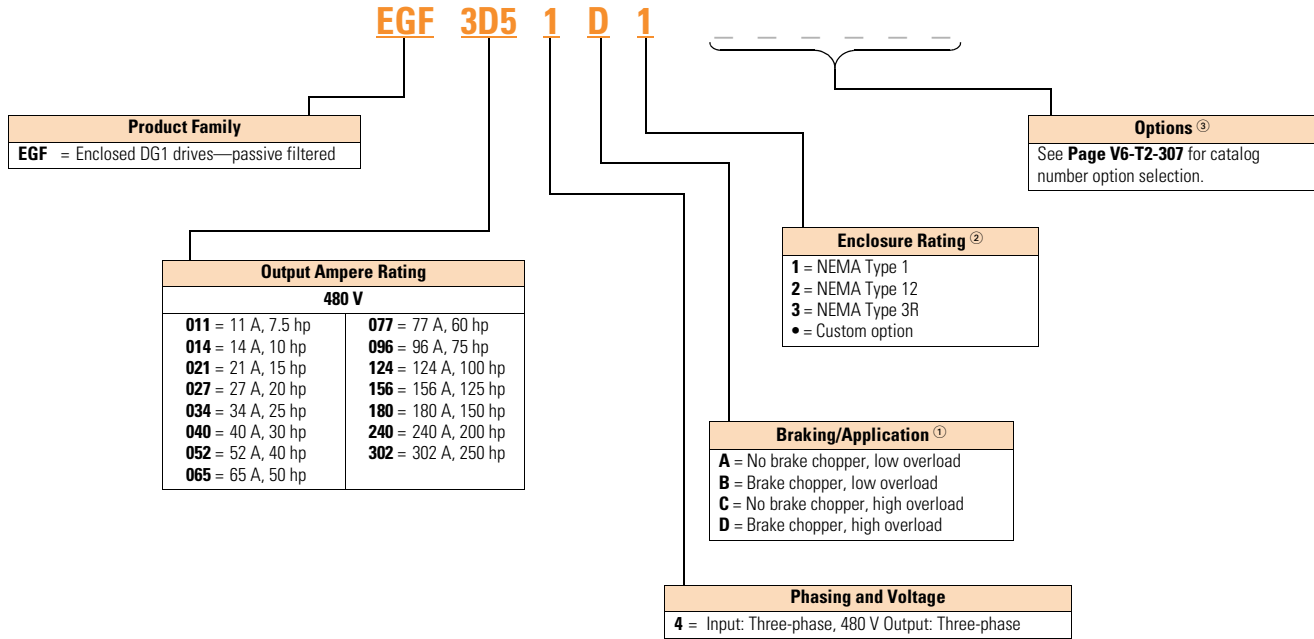 EGF 3D5 1 D 1 _ _ _ _ _
Product Family
EGF = Enclosed DG1 drives—passive filtered
Options ③
See Page V6-T2-307 for catalog
number option selection.
Enclosure Rating ②
1 = NEMA Type 1
2 = NEMA Type 12
3 = NEMA Type 3R
• = Custom option
Output Ampere Rating
480 V
011 = 11 A, 7.5 hp
014 = 14 A, 10 hp
021 = 21 A, 15 hp
027 = 27 A, 20 hp
034 = 34 A, 25 hp
040 = 40 A, 30 hp
052 = 52 A, 40 hp
065 = 65 A, 50 hp
077 = 77 A, 60 hp
096 = 96 A, 75 hp
124 = 124 A, 100 hp
156 = 156 A, 125 hp
180 = 180 A, 150 hp
240 = 240 A, 200 hp
302 = 302 A, 250 hp
Braking/Application ①
A = No brake chopper, low overload
B = Brake chopper, low overload
C = No brake chopper, high overload
D = Brake chopper, high overload
Phasing and Voltage
4 = Input: Three-phase, 480 V Output: Three-phase